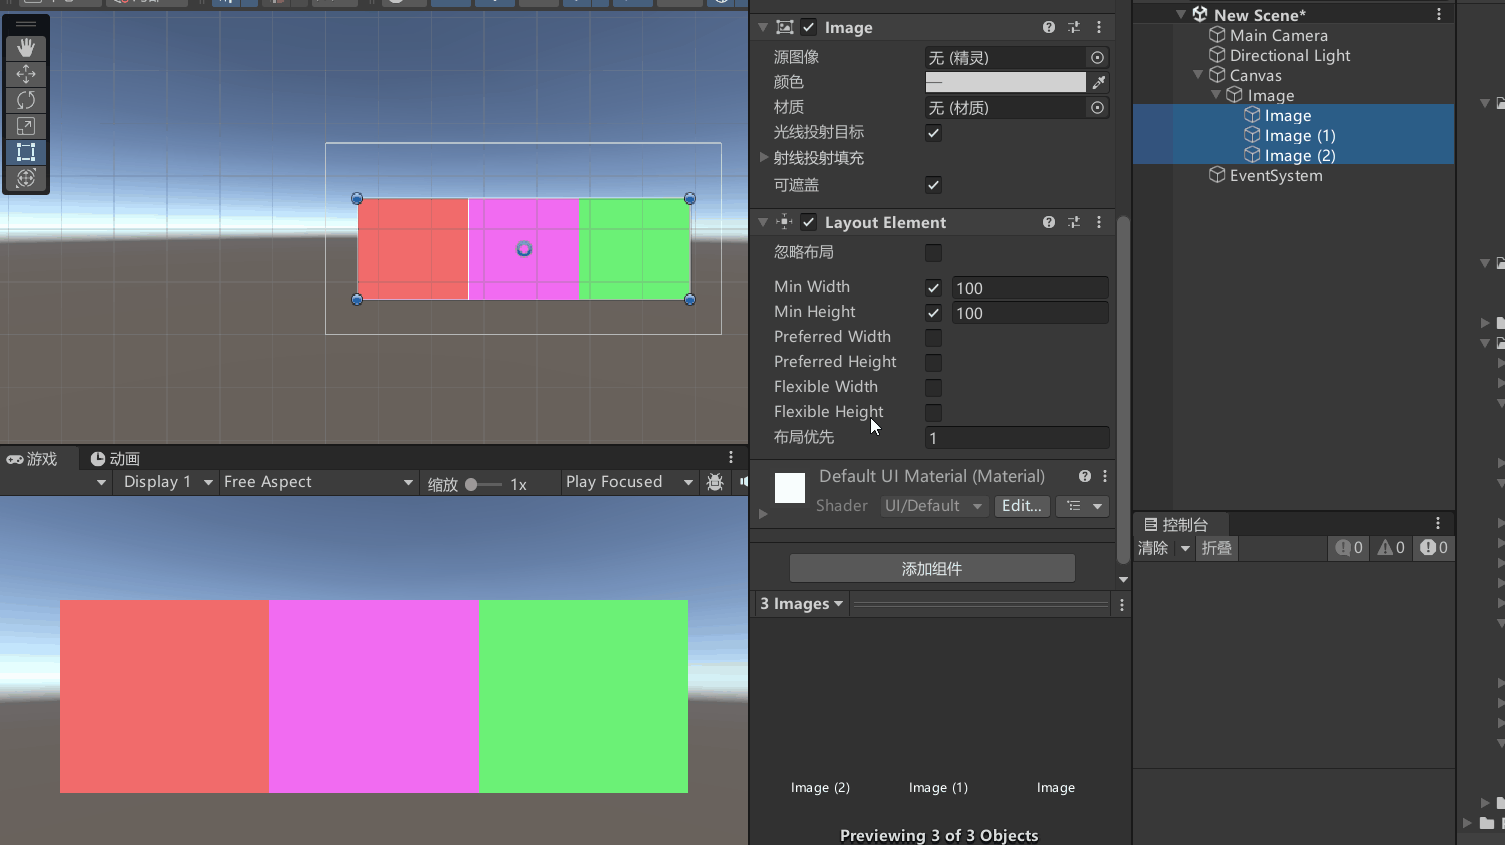 Image
源图像
无 (精灵)
颜色
材质
无 (材质)
光线投射目标
射线投射填充
可遮盖
Layout Element
忽略布局
Min Width
100
Min Height
100
Preferred Width
Preferred Height
Flexible Width
Flexible Height
布局优先
1
Default UI Material (Material)
Shader
UI/Default
Edit...
添加组件
3 Images
Image (2)
Image (1)
Image
Previewing 3 of 3 Objects
New Scene*
Main Camera
Directional Light
Canvas
Image
Image
Image (1)
Image (2)
EventSystem
控制台
清除
折叠
0
0
0
游戏
动画
Display 1
Free Aspect
缩放
1x
Play Focused